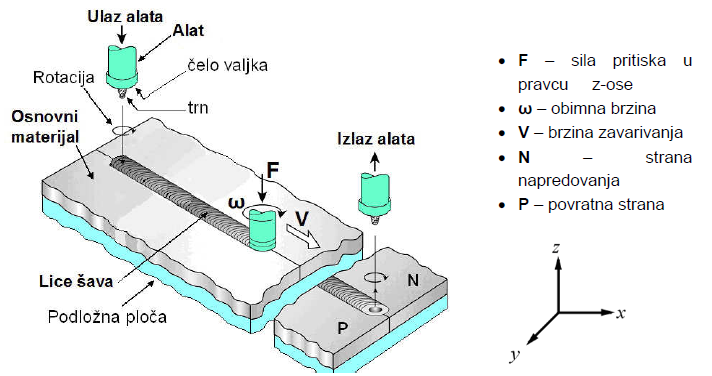 Ulaz alata
Alat
čelo valjka
Rotacija
trn
Osnovni
materijal
Izlaz alata
F
ω
V
Lice šava
Podložna ploča
N
P
• F – sila pritiska u
pravcu z-ose
• ω – obimna brzina
• V – brzina zavarivanja
• N – strana
napredovanja
• P – povratna strana
z
x
y